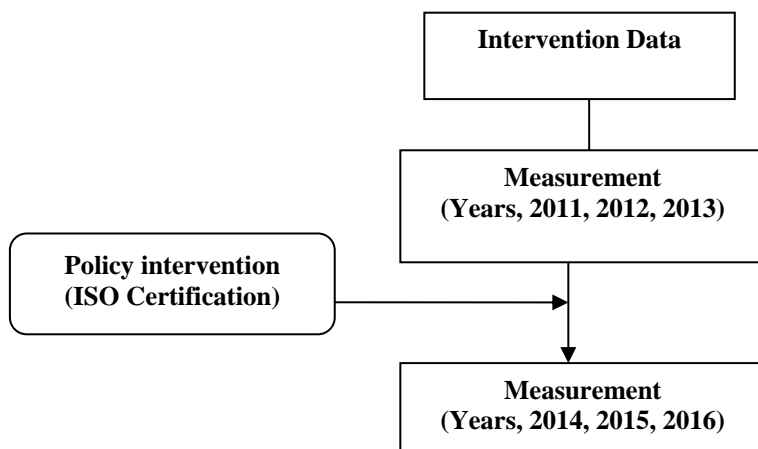 Intervention Data
Measurement
(Years, 2011, 2012, 2013)
Policy intervention
(ISO Certification)
Measurement
(Years, 2014, 2015, 2016)